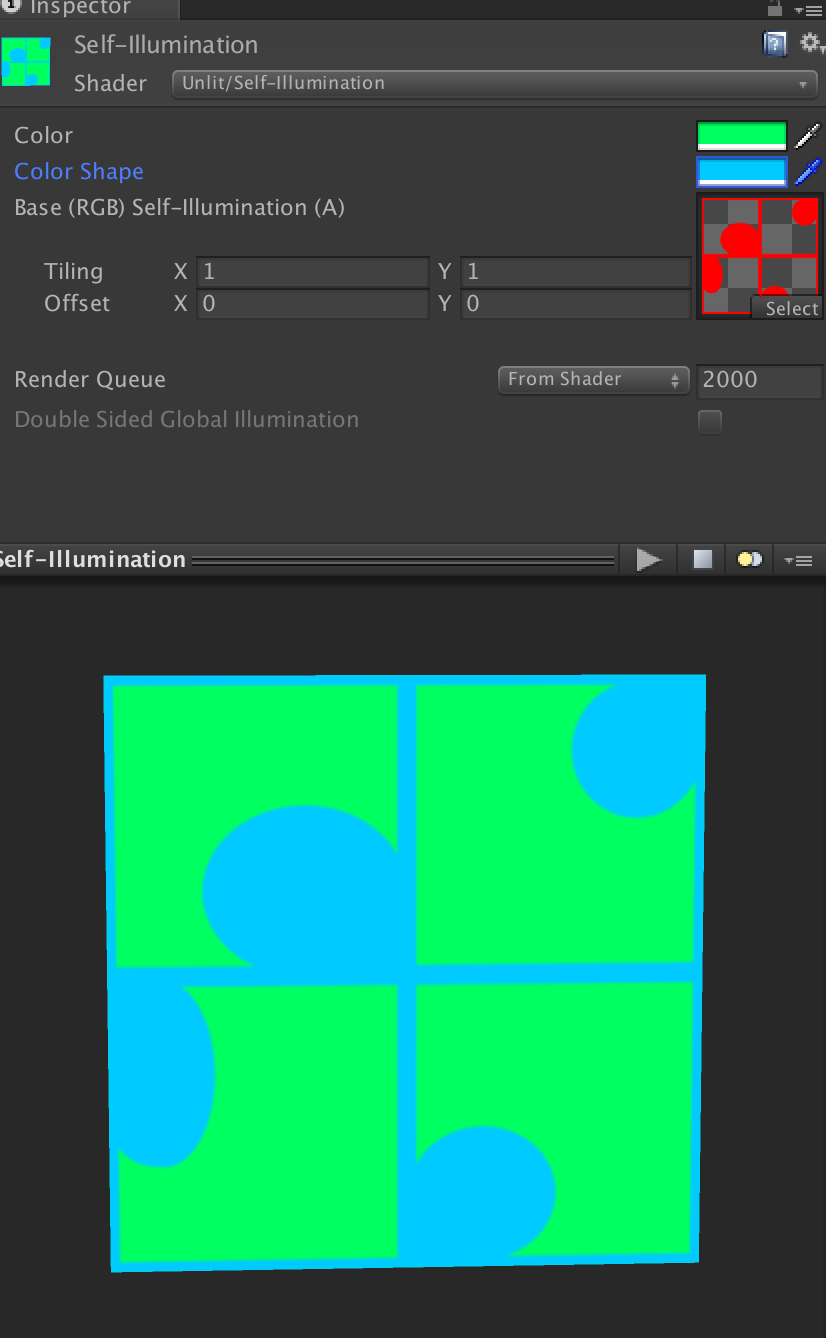 Inspector
Self-Illumination
Shader Unlit/Self-Illumination
Color
Color Shape
Base (RGB) Self-Illumination (A)
Tiling X 1 Y 1
Offset X 0 Y 0
Select
Render Queue From Shader 2000
Double Sided Global Illumination
Self-Illumination